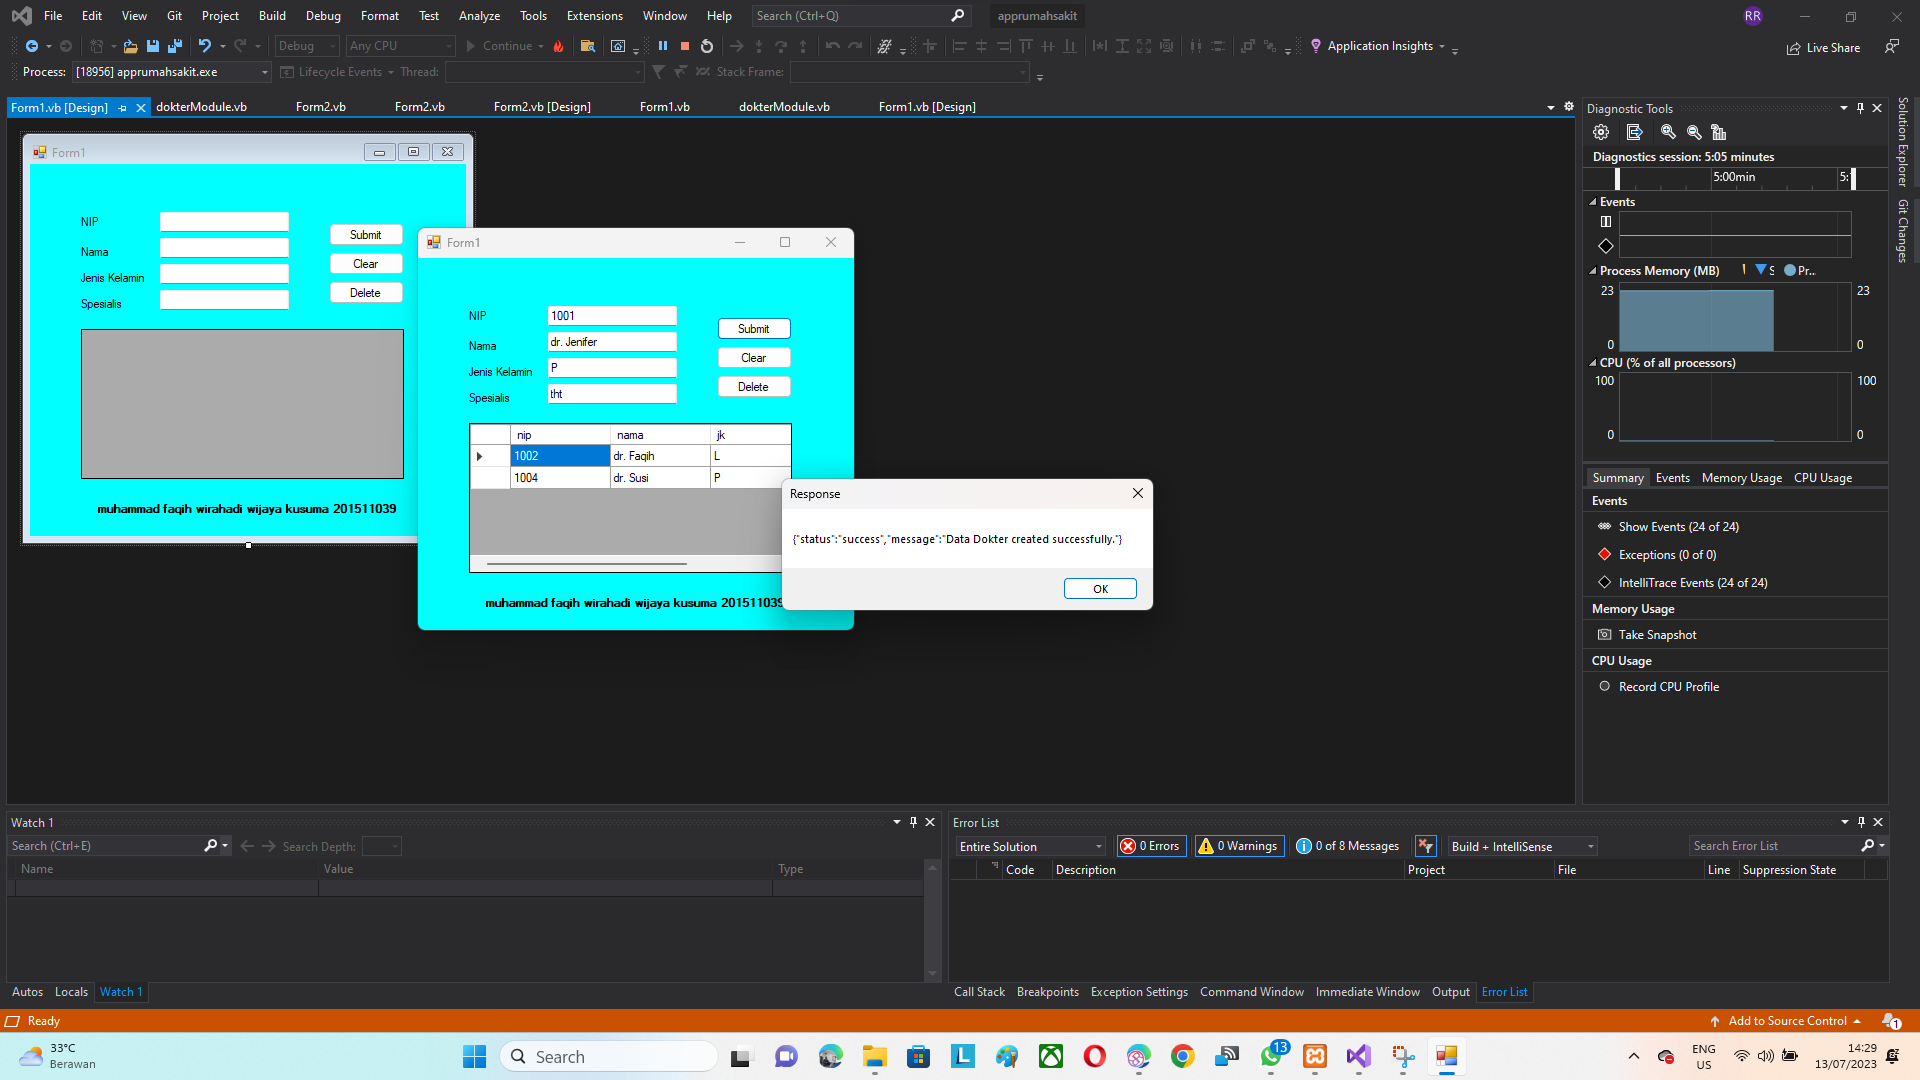 File Edit View Git Project Build Debug Format Test Analyze Tools Extensions Window Help Search (Ctrl+Q) apprumahsakit RR
Debug Any CPU Continue Application Insights Live Share
Process: [18956] apprumahsakit.exe Lifecycle Events Thread: Stack Frame:
Form1.vb [Design] dokterModule.vb Form2.vb Form2.vb Form2.vb [Design] Form1.vb dokterModule.vb Form1.vb [Design]
Form1
NIP
Nama
Jenis Kelamin
Spesialis
Submit
Clear
Delete
muhammad faqih wirahadi wijaya kusuma 201511039
Form1
NIP 1001
Nama dr. Jenifer
Jenis Kelamin P
Spesialis tht
Submit
Clear
Delete
nip nama jk
1002 dr. Faqih L
1004 dr. Susi P
muhammad faqih wirahadi wijaya kusuma 201511039
Response
{"status":"success","message":"Data Dokter created successfully."}
OK
Diagnostic Tools
Diagnostics session: 5:05 minutes
5:00min
Events
Process Memory (MB) S Pr...
23 23
0 0
CPU (% of all processors)
100 100
0 0
Summary Events Memory Usage CPU Usage
Events
Show Events (24 of 24)
Exceptions (0 of 0)
IntelliTrace Events (24 of 24)
Memory Usage
Take Snapshot
CPU Usage
Record CPU Profile
Solution Explorer
Git Changes
Watch 1
Search (Ctrl+E) Search Depth:
Name Value Type
Autos Locals Watch 1
Error List
Entire Solution 0 Errors 0 Warnings 0 of 8 Messages Build + IntelliSense Search Error List
Code Description Project File Line Suppression State
Call Stack Breakpoints Exception Settings Command Window Immediate Window Output Error List
Ready Add to Source Control 1
33°C
Berawan
Search
13
ENG
US
14:29
13/07/2023